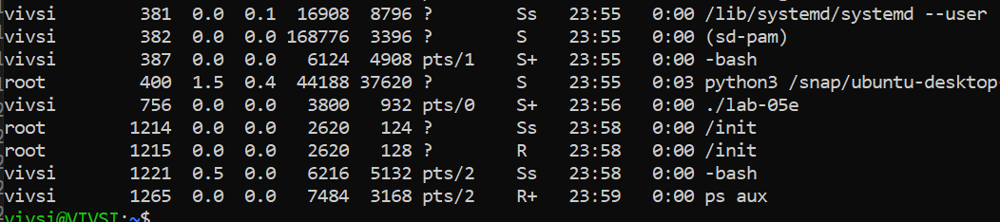 vivsi 381 0.0 0.1 16908 8796 ? Ss 23:55 0:00 /lib/systemd/systemd --user
vivsi 382 0.0 0.0 168776 3396 ? S 23:55 0:00 (sd-pam)
vivsi 387 0.0 0.0 6124 4908 pts/1 S+ 23:55 0:00 -bash
root 400 1.5 0.4 44188 37620 ? S 23:55 0:03 python3 /snap/ubuntu-desktop-
vivsi 756 0.0 0.0 3800 932 pts/0 S+ 23:56 0:00 ./lab-05e
root 1214 0.0 0.0 2620 124 ? Ss 23:58 0:00 /init
root 1215 0.0 0.0 2620 128 ? R 23:58 0:00 /init
vivsi 1221 0.5 0.0 6216 5132 pts/2 Ss 23:58 0:00 -bash
vivsi 1265 0.0 0.0 7484 3168 pts/2 R+ 23:59 0:00 ps aux
vivsi@VIVSI:~$